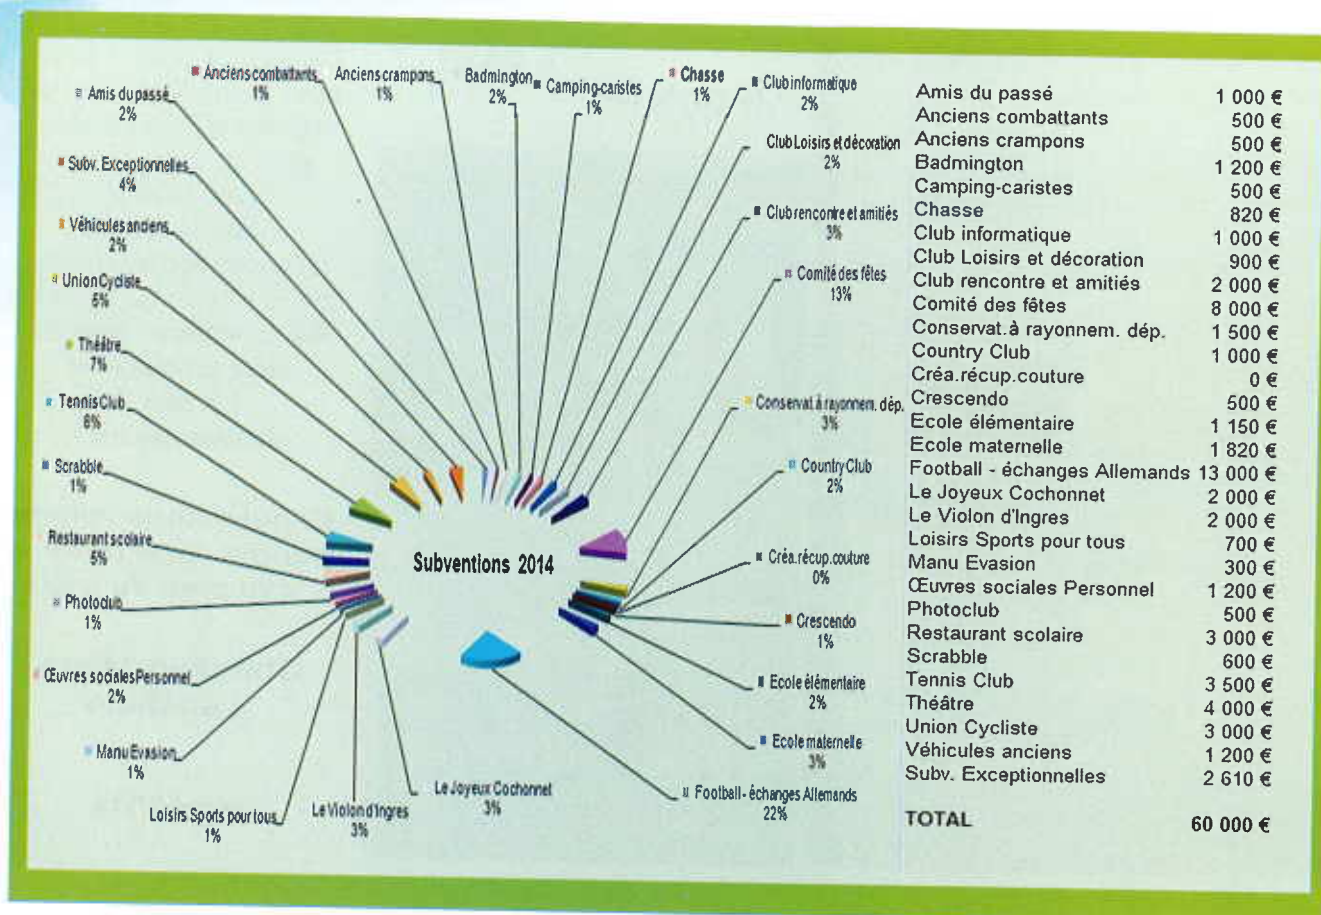 Anciens combattants
1%
Anciens crampons
1%
Badmington
2%
Camping-caristes
1%
Chasse
1%
Club informatique
2%
Amis du passé
2%
Club Loisirs et décoration
2%
Subv. Exceptionnelles
4%
Club rencontre et amitiés
3%
Véhicules anciens
2%
Comité des fêtes
13%
Union Cycliste
5%
Théâtre
7%
Tennis Club
6%
Conservat.à rayonnem. dép.
3%
Scrabble
1%
Country Club
2%
Restaurant scolaire
5%
Subventions 2014
Créa.récup.couture
0%
Photoclub
1%
Crescendo
1%
Œuvres sociales Personnel
2%
Ecole élémentaire
2%
Manu Evasion
1%
Ecole maternelle
3%
Loisirs Sports pour tous
1%
Le Violon d'Ingres
3%
Le Joyeux Cochonnet
3%
Football - échanges Allemands
22%
Amis du passé 1 000 €
Anciens combattants 500 €
Anciens crampons 500 €
Badmington 1 200 €
Camping-caristes 500 €
Chasse 820 €
Club informatique 1 000 €
Club Loisirs et décoration 900 €
Club rencontre et amitiés 2 000 €
Comité des fêtes 8 000 €
Conservat.à rayonnem. dép. 1 500 €
Country Club 1 000 €
Créa.récup.couture 0 €
Crescendo 500 €
Ecole élémentaire 1 150 €
Ecole maternelle 1 820 €
Football - échanges Allemands 13 000 €
Le Joyeux Cochonnet 2 000 €
Le Violon d'Ingres 2 000 €
Loisirs Sports pour tous 700 €
Manu Evasion 300 €
Œuvres sociales Personnel 1 200 €
Photoclub 500 €
Restaurant scolaire 3 000 €
Scrabble 600 €
Tennis Club 3 500 €
Théâtre 4 000 €
Union Cycliste 3 000 €
Véhicules anciens 1 200 €
Subv. Exceptionnelles 2 610 €
TOTAL 60 000 €